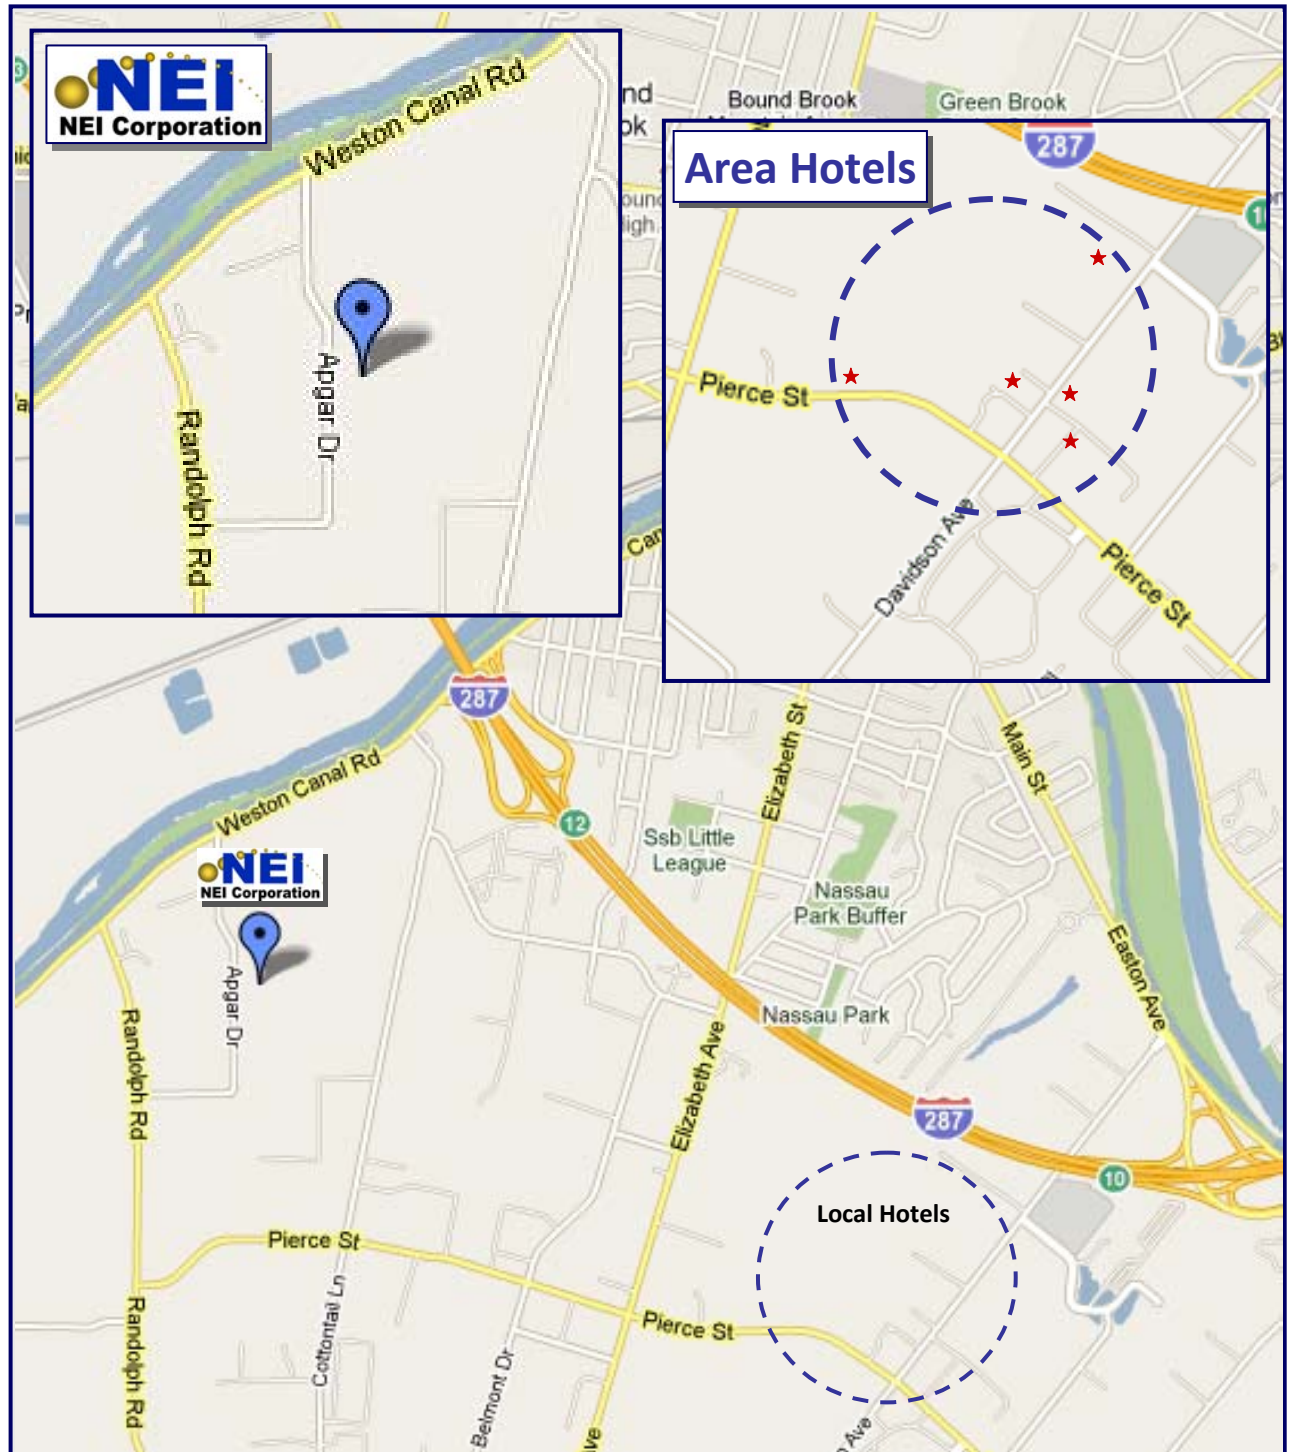 NEI
NEI Corporation
Weston Canal Rd
Apgar Dr
Randolph Rd
Bound Brook
Green Brook
Area Hotels
287
Pierce St
Davidson Ave
Pierce St
287
Weston Canal Rd
12
Elizabeth St
Main St
Ssb Little
League
Nassau
Park Buffer
NEI
NEI Corporation
Apgar Dr
Randolph Rd
Nassau Park
Easton Ave
Elizabeth Ave
287
10
Local Hotels
Pierce St
Pierce St
Randolph Rd
Cottontail Ln
Belmont Dr
Ave